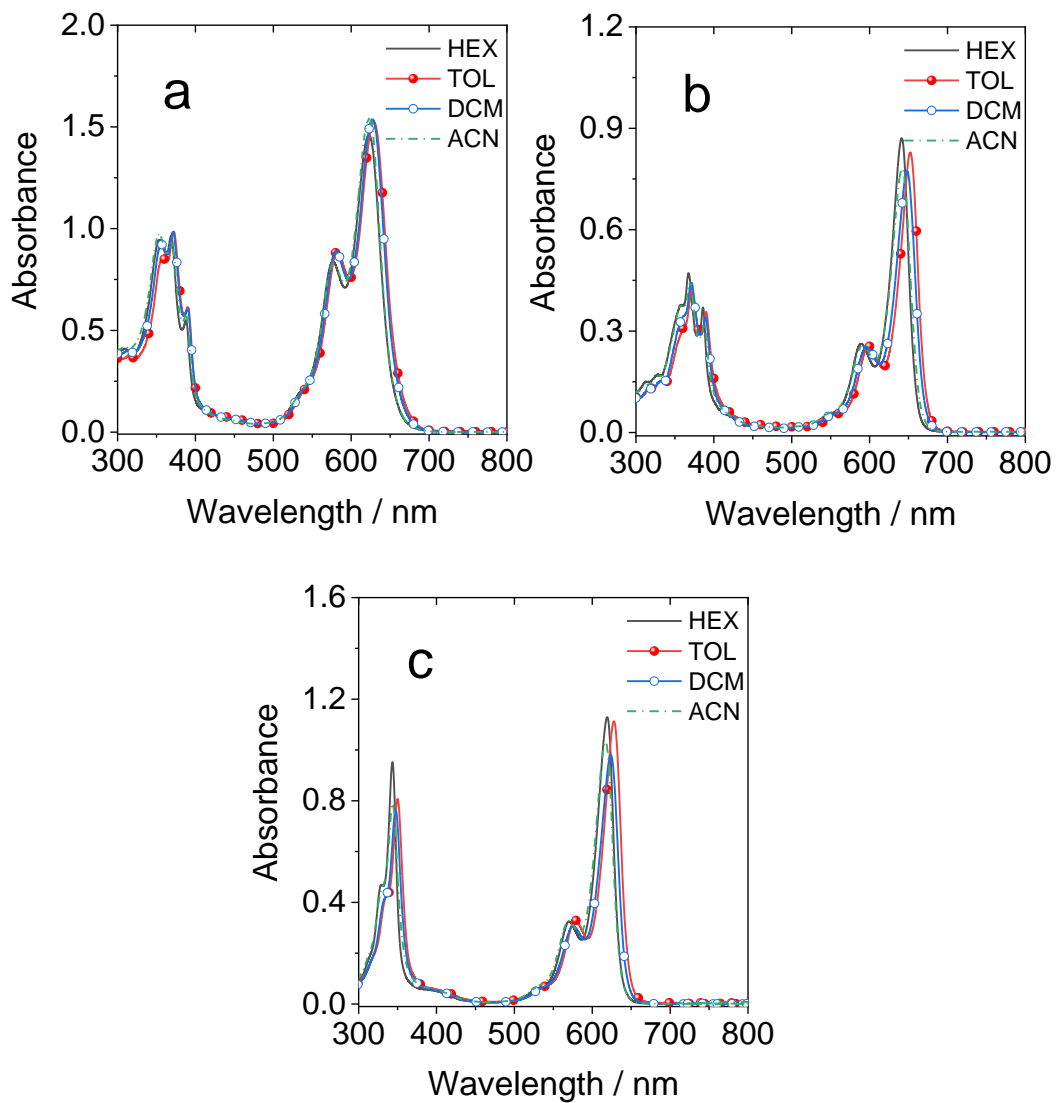 2.0
1.5
1.0
0.5
0.0
300 400 500 600 700 800
Absorbance
Wavelength / nm
a
HEX
TOL
DCM
ACN
1.2
0.9
0.6
0.3
0.0
300 400 500 600 700 800
Absorbance
Wavelength / nm
b
HEX
TOL
DCM
ACN
1.6
1.2
0.8
0.4
0.0
300 400 500 600 700 800
Absorbance
Wavelength / nm
c
HEX
TOL
DCM
ACN